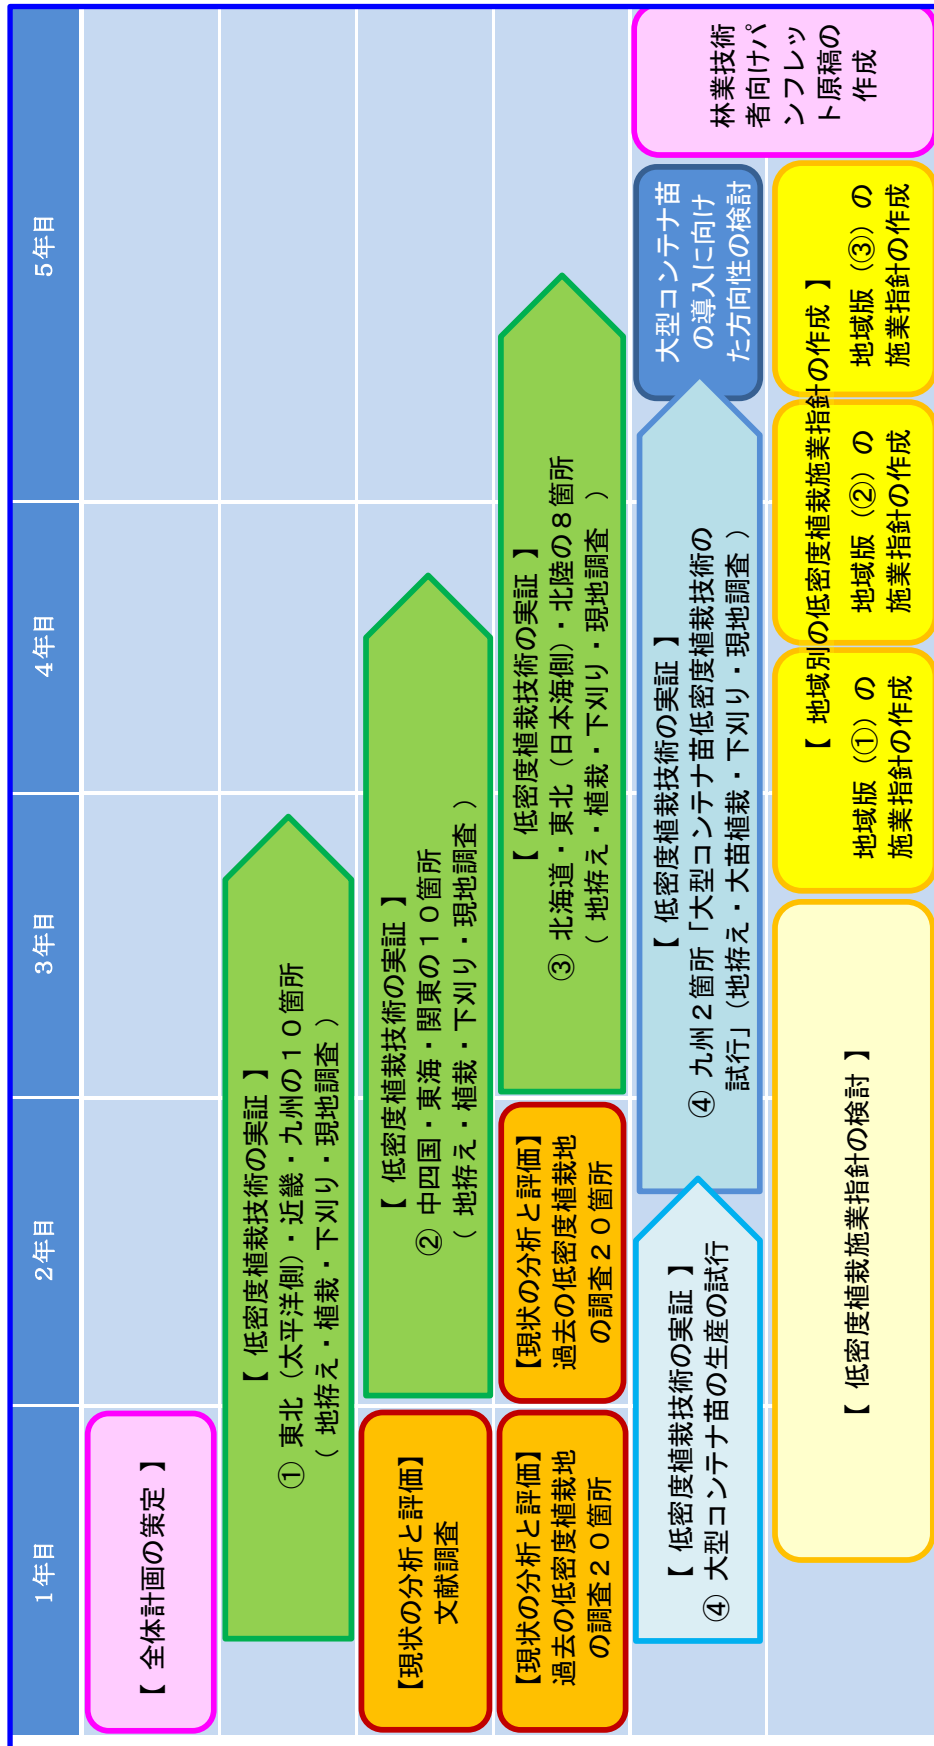 1年目
2年目
3年目
4年目
5年目
【 全体計画の策定 】
【 低密度植栽技術の実証 】
① 東北（太平洋側）・近畿・九州の１０箇所
（ 地拵え・植栽・下刈り・現地調査 ）
【現状の分析と評価】
文献調査
【 低密度植栽技術の実証 】
② 中四国・東海・関東の１０箇所
（ 地拵え・植栽・下刈り・現地調査 ）
【現状の分析と評価】
過去の低密度植栽地
の調査２０箇所
【現状の分析と評価】
過去の低密度植栽地
の調査２０箇所
【 低密度植栽技術の実証 】
③ 北海道・東北（日本海側）・北陸の８箇所
（ 地拵え・植栽・下刈り・現地調査 ）
【 低密度植栽技術の実証 】
④ 大型コンテナ苗の生産の試行
【 低密度植栽技術の実証 】
④ 九州２箇所「大型コンテナ苗低密度植栽技術の
試行」（地拵え・大苗植栽・下刈り・現地調査 ）
大型コンテナ苗
の導入に向け
た方向性の検討
林業技術
者向けパ
ンフレッ
ト原稿の
作成
【 低密度植栽施業指針の検討 】
【 地域別の低密度植栽施業指針の作成 】
地域版（①）の
施業指針の作成
地域版（②）の
施業指針の作成
地域版（③）の
施業指針の作成